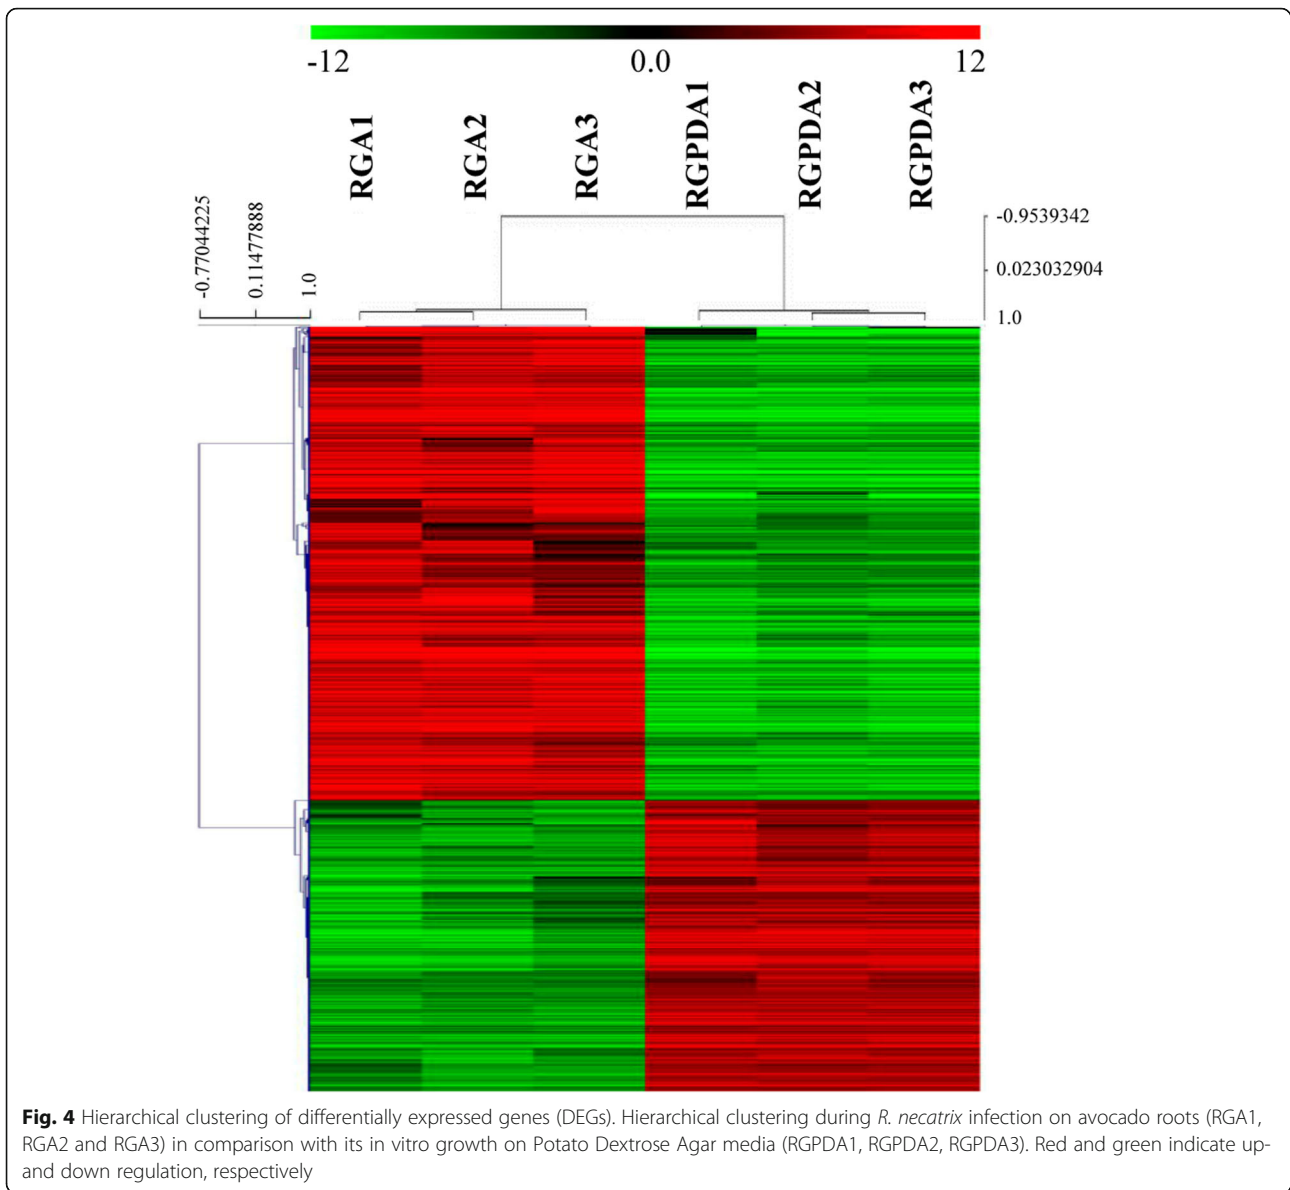 -12 0.0 12
RGA1 RGA2 RGA3 RGPDA1 RGPDA2 RGPDA3
-0.77044225 0.11477888 1.0
-0.9539342
0.023032904
1.0
Fig. 4 Hierarchical clustering of differentially expressed genes (DEGs). Hierarchical clustering during R. necatrix infection on avocado roots (RGA1,
RGA2 and RGA3) in comparison with its in vitro growth on Potato Dextrose Agar media (RGPDA1, RGPDA2, RGPDA3). Red and green indicate up-
and down regulation, respectively